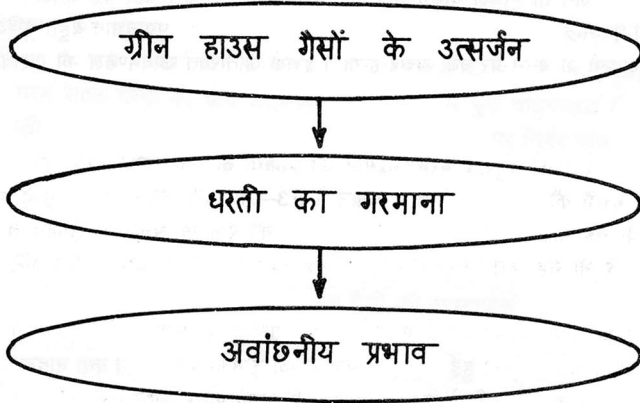 ग्रीन हाउस गैसों के उत्सर्जन
धरती का गरमाना
अवांछनीय प्रभाव